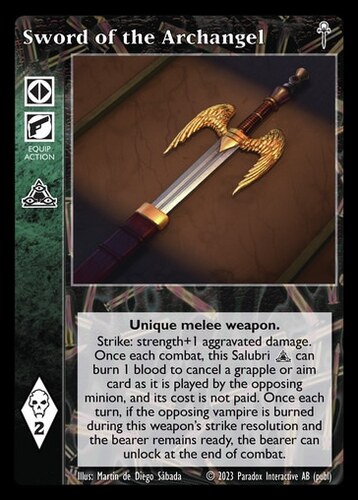 Sword of the Archangel
EQUIP
ACTION
Unique melee weapon.
Strike: strength+1 aggravated damage.
Once each combat, this Salubri can
burn 1 blood to cancel a grapple or aim
card as it is played by the opposing
minion, and its cost is not paid. Once each
turn, if the opposing vampire is burned
during this weapon's strike resolution and
the bearer remains ready, the bearer can
unlock at the end of combat.
2
Illus: Martín de Diego Sábada
© 2023 Paradox Interactive AB (publ)